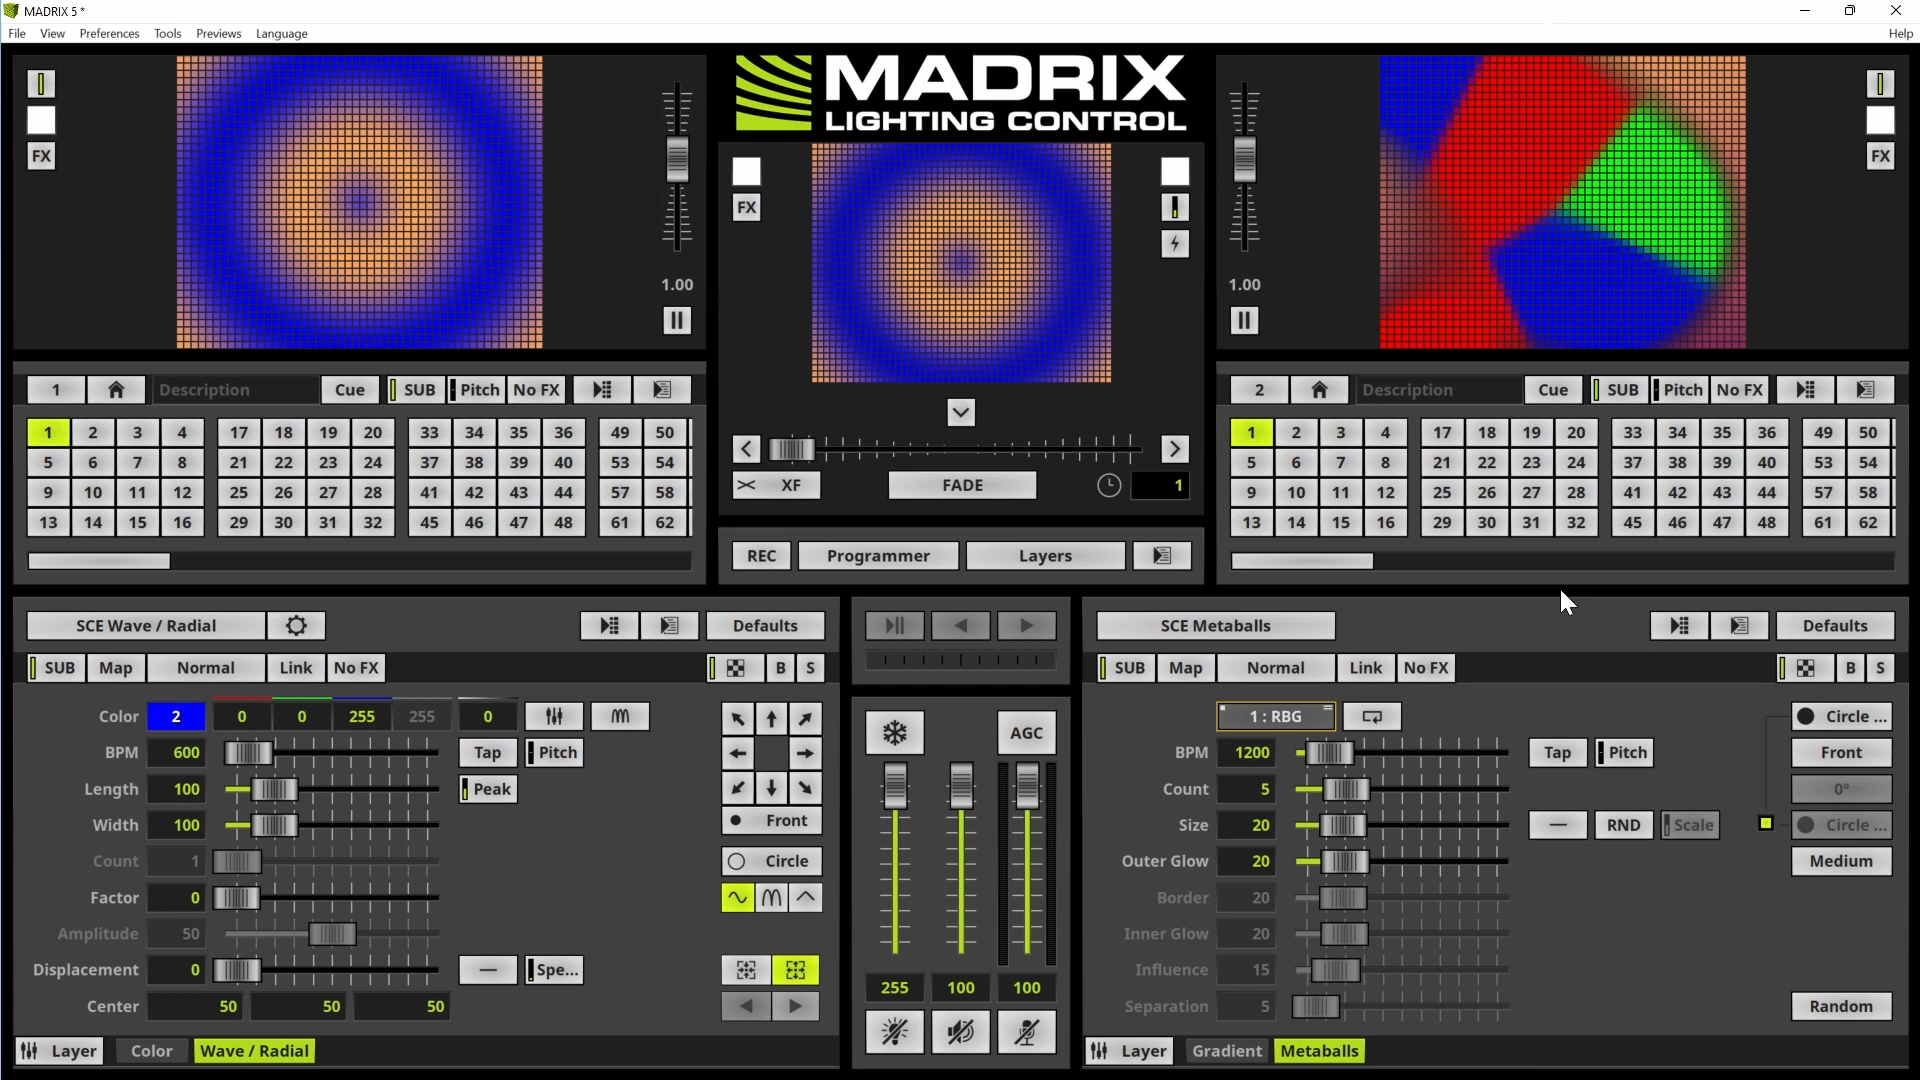 MADRIX 5 *
File View Preferences Tools Previews Language Help
FX
1.00
MADRIX
LIGHTING CONTROL
FX
1.00
FX
1 Description Cue SUB Pitch No FX
1 2 3 4 17 18 19 20 33 34 35 36 49 50
5 6 7 8 21 22 23 24 37 38 39 40 53 54
9 10 11 12 25 26 27 28 41 42 43 44 57 58
13 14 15 16 29 30 31 32 45 46 47 48 61 62
XF FADE 1
REC Programmer Layers
2 Description Cue SUB Pitch No FX
1 2 3 4 17 18 19 20 33 34 35 36 49 50
5 6 7 8 21 22 23 24 37 38 39 40 53 54
9 10 11 12 25 26 27 28 41 42 43 44 57 58
13 14 15 16 29 30 31 32 45 46 47 48 61 62
SCE Wave / Radial Defaults
SUB Map Normal Link No FX B S
Color 2 0 0 255 255 0
BPM 600 Tap Pitch
Length 100 Peak
Width 100 Front
Count 1 Circle
Factor 0
Amplitude 50
Displacement 0 — Spe...
Center 50 50 50
Layer Color Wave / Radial
AGC
255 100 100
SCE Metaballs Defaults
SUB Map Normal Link No FX B S
1 : RBG Circle ...
BPM 1200 Tap Pitch Front
Count 5 0°
Size 20 — RND Scale Circle ...
Outer Glow 20 Medium
Border 20
Inner Glow 20
Influence 15
Separation 5 Random
Layer Gradient Metaballs